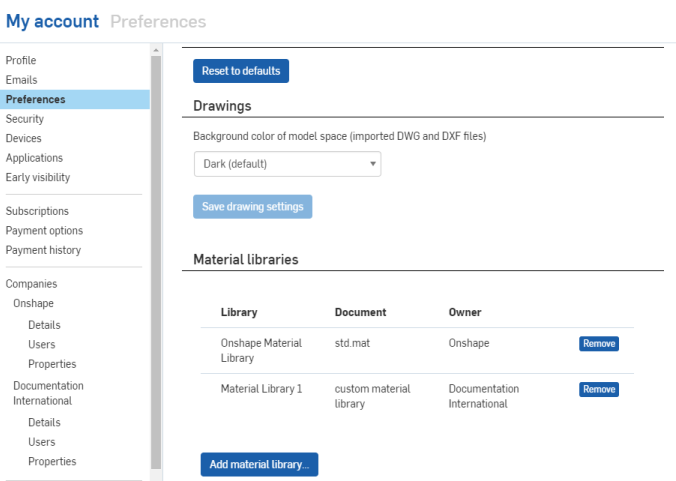 My account Preferences
Profile
Emails
Preferences
Security
Devices
Applications
Early visibility
Subscriptions
Payment options
Payment history
Companies
Onshape
Details
Users
Properties
Documentation
International
Details
Users
Properties
Reset to defaults
Drawings
Background color of model space (imported DWG and DXF files)
Dark (default)
Save drawing settings
Material libraries
Library Document Owner
Onshape Material std.mat Onshape Remove
Library
Material Library 1 custom material Documentation Remove
library International
Add material library...